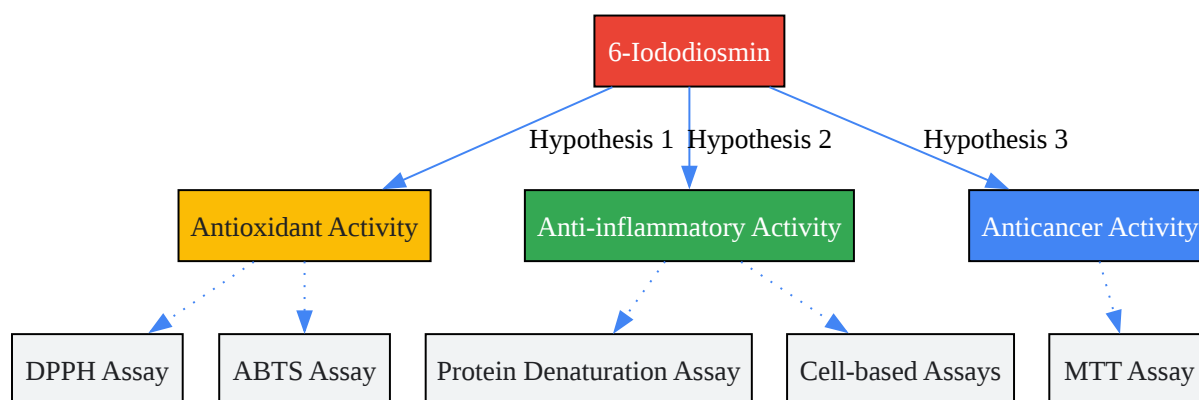 6-Iododiosmin
Hypothesis 1
Hypothesis 2
Hypothesis 3
Antioxidant Activity
Anti-inflammatory Activity
Anticancer Activity
DPPH Assay
ABTS Assay
Protein Denaturation Assay
Cell-based Assays
MTT Assay